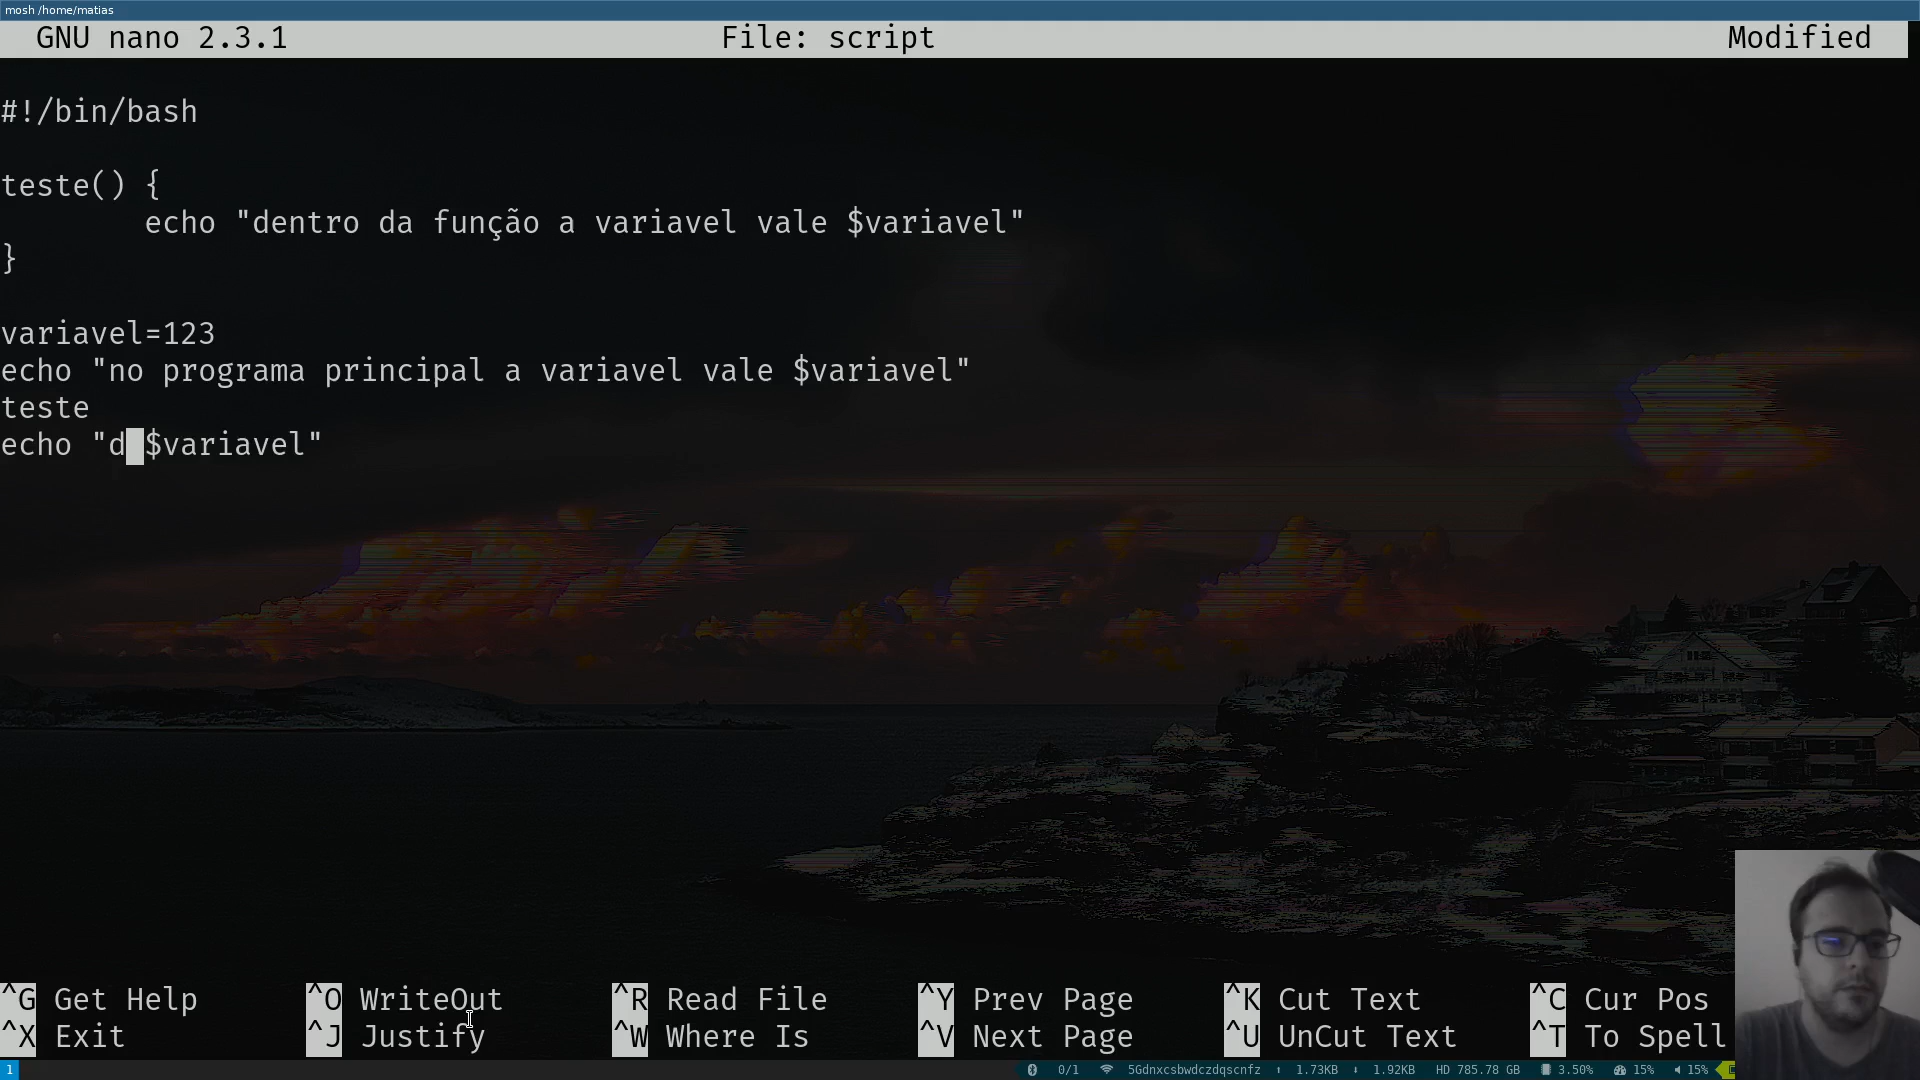 mosh /home/matias
GNU nano 2.3.1 File: script Modified
#!/bin/bash
teste() {
echo "dentro da função a variavel vale $variavel"
}
variavel=123
echo "no programa principal a variavel vale $variavel"
teste
echo "d $variavel"
^G Get Help ^O WriteOut ^R Read File ^Y Prev Page ^K Cut Text ^C Cur Pos
^X Exit ^J Justify ^W Where Is ^V Next Page ^U UnCut Text ^T To Spell
1 0/1 5Gdnxcsbwdczdqscnfz 1.73KB 1.92KB HD 785.78 GB 3.50% 15% 15%